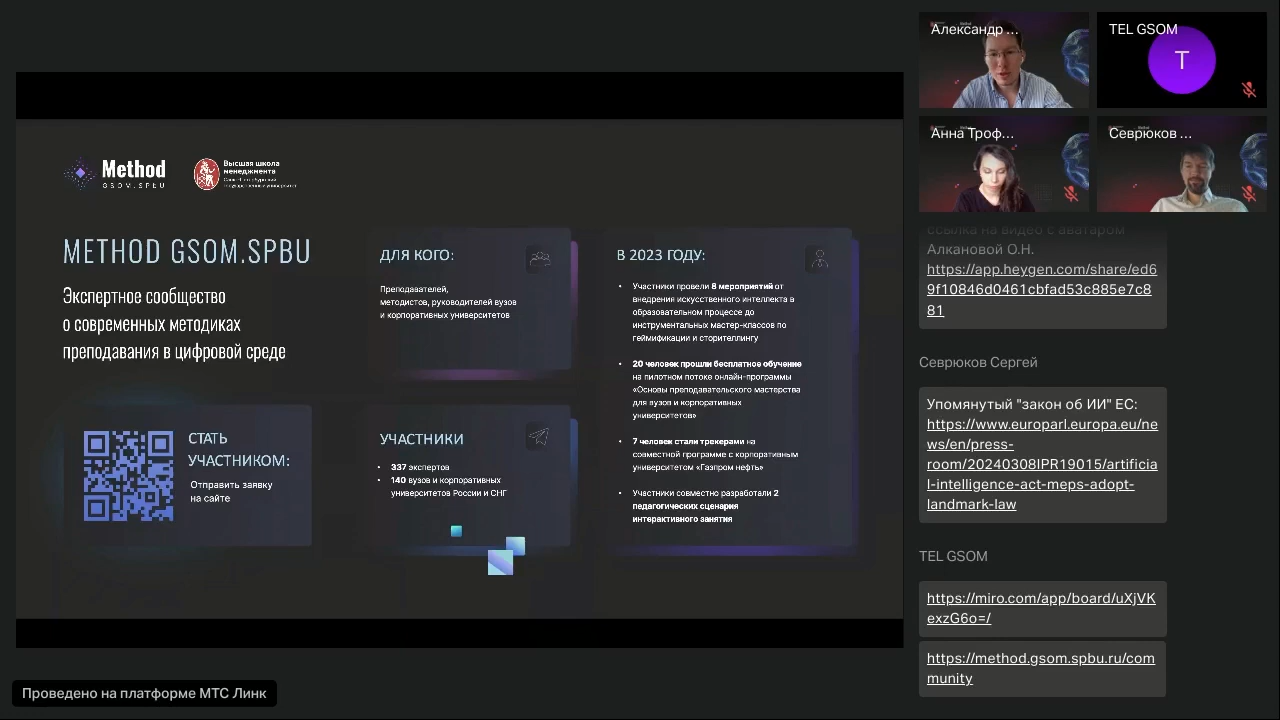 Method
GSOM.SPBU
Высшая школа
менеджмента
Санкт-Петербургский
государственный университет
METHOD GSOM.SPBU
Экспертное сообщество
о современных методиках
преподавания в цифровой среде
СТАТЬ
УЧАСТНИКОМ:
Отправить заявку
на сайте
ДЛЯ КОГО:
Преподавателей,
методистов, руководителей вузов
и корпоративных университетов
УЧАСТНИКИ
• 337 экспертов
• 140 вузов и корпоративных
университетов России и СНГ
В 2023 ГОДУ:
• Участники провели 8 мероприятий от
внедрения искусственного интеллекта в
образовательном процессе до
инструментальных мастер-классов по
геймификации и сторителлингу
• 20 человек прошли бесплатное обучение
на пилотном потоке онлайн-программы
«Основы преподавательского мастерства
для вузов и корпоративных
университетов»
• 7 человек стали трекерами на
совместной программе с корпоративным
университетом «Газпром нефть»
• Участники совместно разработали 2
педагогических сценария
интерактивного занятия
Проведено на платформе МТС Линк
Александр ...
TEL GSOM
T
Анна Троф...
Севрюков ...
ссылка на видео с аватаром
Алкановой О.Н.
https://app.heygen.com/share/ed6
9f10846d0461cbfad53c885e7c8
81
Севрюков Сергей
Упомянутый "закон об ИИ" ЕС:
https://www.europarl.europa.eu/ne
ws/en/press-
room/20240308IPR19015/artificia
l-intelligence-act-meps-adopt-
landmark-law
TEL GSOM
https://miro.com/app/board/uXjVK
exzG6o=/
https://method.gsom.spbu.ru/com
munity